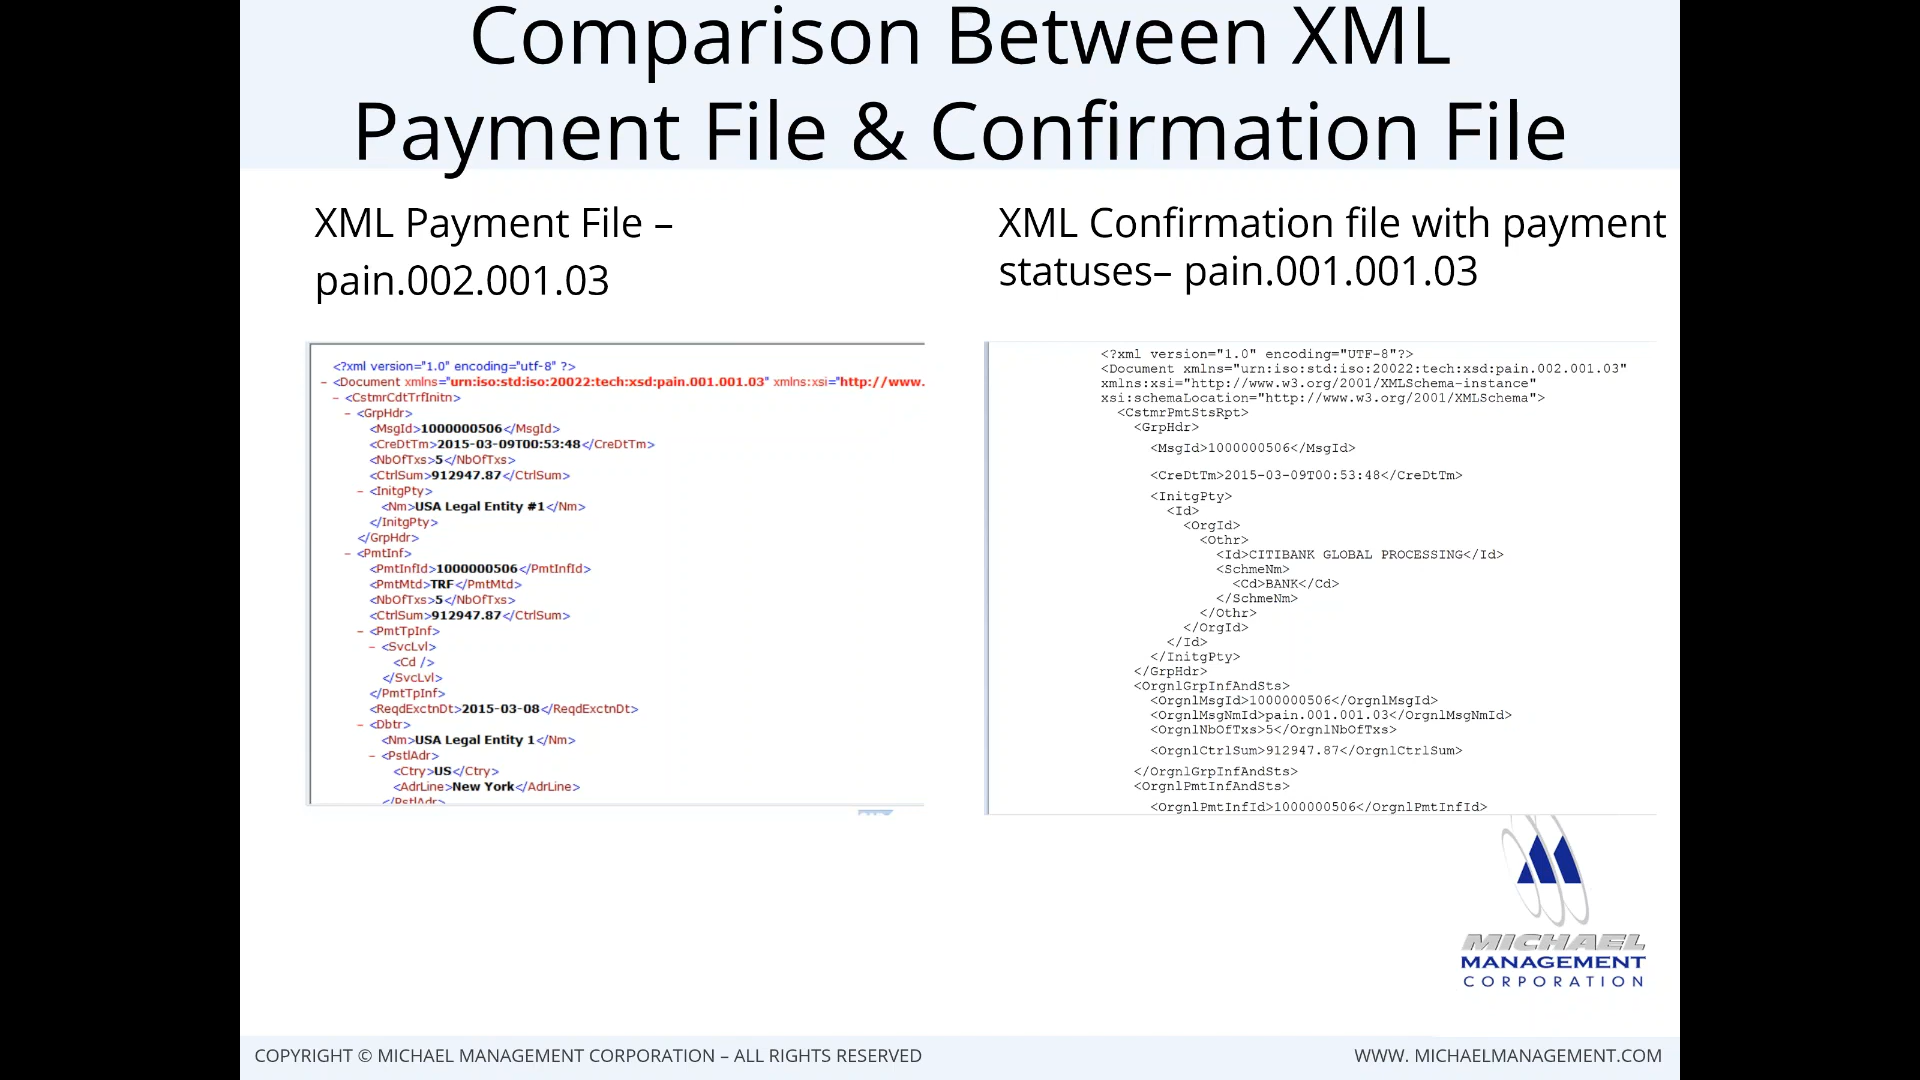 Comparison Between XML
Payment File & Confirmation File
XML Payment File –
pain.002.001.03
<?xml version="1.0" encoding="utf-8" ?>
– <Document xmlns="urn:iso:std:iso:20022:tech:xsd:pain.001.001.03" xmlns:xsi="http://www.
– <CstmrCdtTrfInitn>
– <GrpHdr>
<MsgId>1000000506</MsgId>
<CreDtTm>2015-03-09T00:53:48</CreDtTm>
<NbOfTxs>5</NbOfTxs>
<CtrlSum>912947.87</CtrlSum>
– <InitgPty>
<Nm>USA Legal Entity #1</Nm>
</InitgPty>
</GrpHdr>
– <PmtInf>
<PmtInfId>1000000506</PmtInfId>
<PmtMtd>TRF</PmtMtd>
<NbOfTxs>5</NbOfTxs>
<CtrlSum>912947.87</CtrlSum>
– <PmtTpInf>
– <SvcLvl>
<Cd />
</SvcLvl>
</PmtTpInf>
<ReqdExctnDt>2015-03-08</ReqdExctnDt>
– <Dbtr>
<Nm>USA Legal Entity 1</Nm>
– <PstlAdr>
<Ctry>US</Ctry>
<AdrLine>New York</AdrLine>
</PstlAdr>
XML Confirmation file with payment
statuses– pain.001.001.03
<?xml version="1.0" encoding="UTF-8"?>
<Document xmlns="urn:iso:std:iso:20022:tech:xsd:pain.002.001.03"
xmlns:xsi="http://www.w3.org/2001/XMLSchema-instance"
xsi:schemaLocation="http://www.w3.org/2001/XMLSchema">
<CstmrPmtStsRpt>
<GrpHdr>
<MsgId>1000000506</MsgId>
<CreDtTm>2015-03-09T00:53:48</CreDtTm>
<InitgPty>
<Id>
<OrgId>
<Othr>
<Id>CITIBANK GLOBAL PROCESSING</Id>
<SchmeNm>
<Cd>BANK</Cd>
</SchmeNm>
</Othr>
</OrgId>
</Id>
</InitgPty>
</GrpHdr>
<OrgnlGrpInfAndSts>
<OrgnlMsgId>1000000506</OrgnlMsgId>
<OrgnlMsgNmId>pain.001.001.03</OrgnlMsgNmId>
<OrgnlNbOfTxs>5</OrgnlNbOfTxs>
<OrgnlCtrlSum>912947.87</OrgnlCtrlSum>
</OrgnlGrpInfAndSts>
<OrgnlPmtInfAndSts>
<OrgnlPmtInfId>1000000506</OrgnlPmtInfId>
MICHAEL
MANAGEMENT
CORPORATION
COPYRIGHT © MICHAEL MANAGEMENT CORPORATION – ALL RIGHTS RESERVED
WWW. MICHAELMANAGEMENT.COM